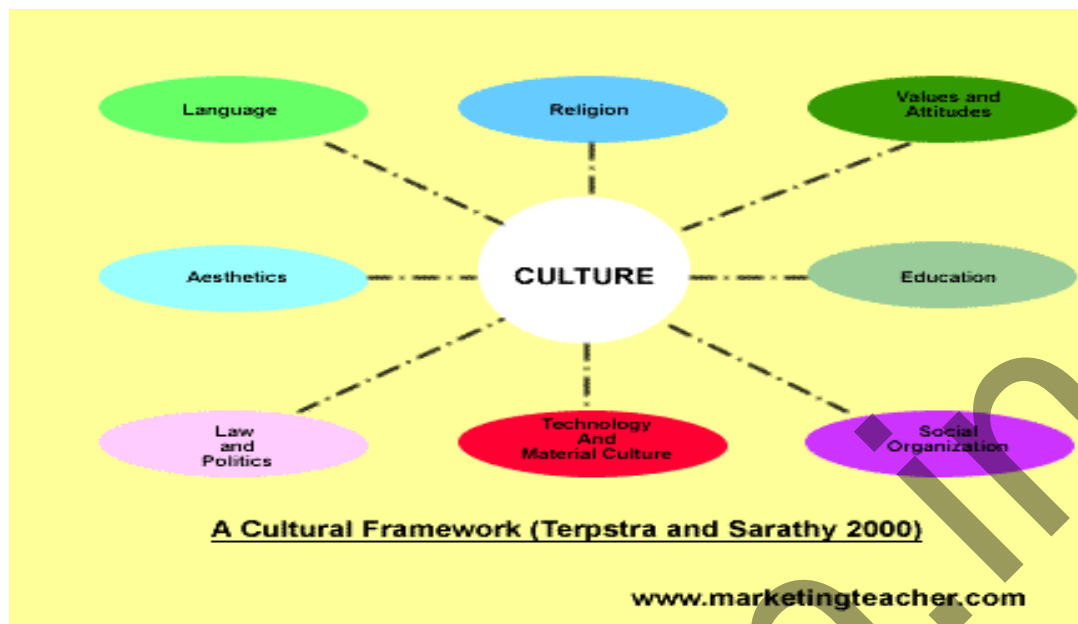 Language
Religion
Values and
Attitudes
Aesthetics
CULTURE
Education
Law
and
Politics
Technology
And
Material Culture
Social
Organization
A Cultural Framework (Terpstra and Sarathy 2000)
www.marketingteacher.com